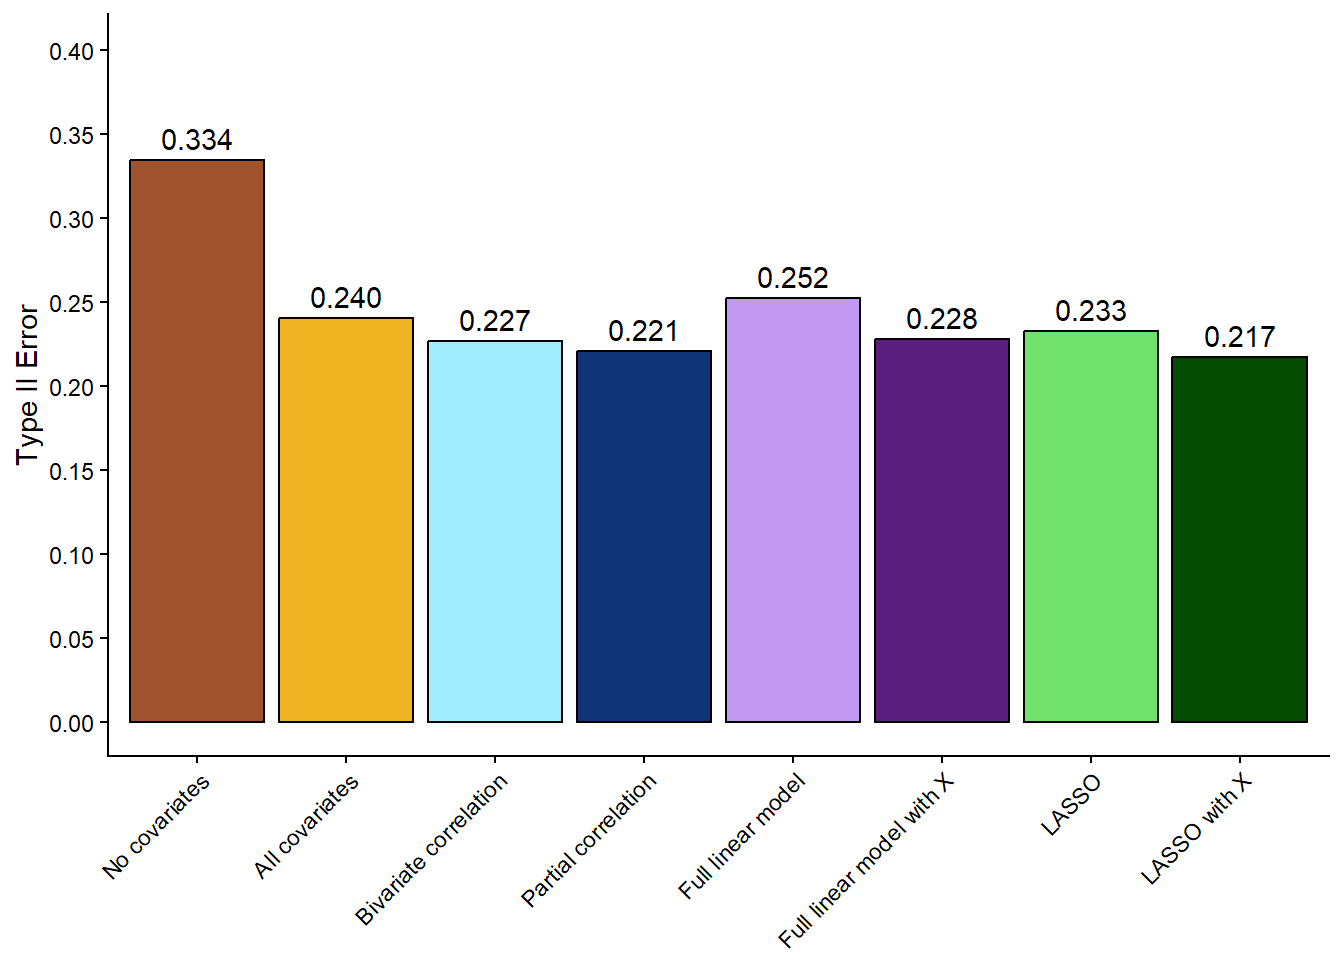 0.40
0.35
0.30
0.25
0.20
0.15
0.10
0.05
0.00
Type II Error
0.334
0.240
0.227
0.221
0.252
0.228
0.233
0.217
No covariates
All covariates
Bivariate correlation
Partial correlation
Full linear model
Full linear model with X
LASSO
LASSO with X